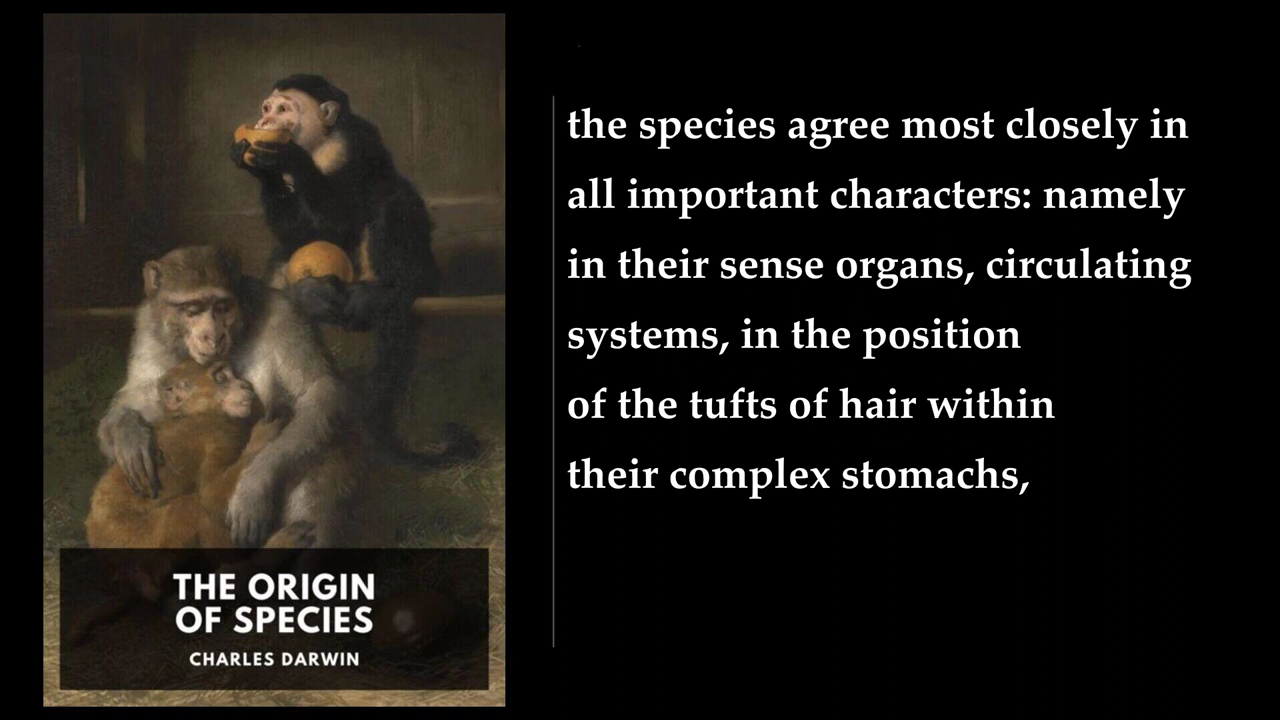 the species agree most closely in
all important characters: namely
in their sense organs, circulating
systems, in the position
of the tufts of hair within
their complex stomachs,
THE ORIGIN
OF SPECIES
CHARLES DARWIN